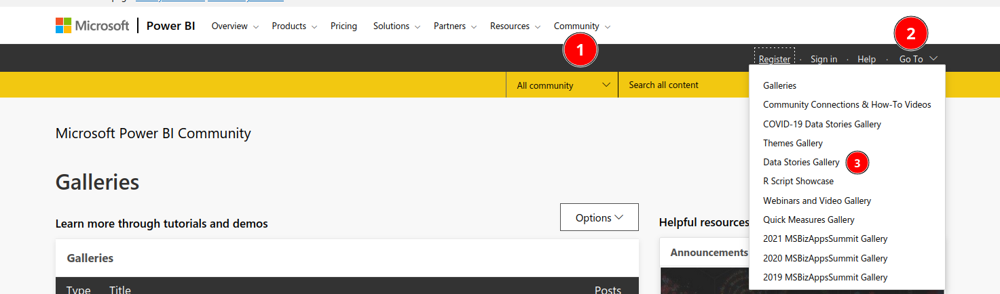 Microsoft Power BI Overview Products Pricing Solutions Partners Resources Community
1 2
Register · Sign in · Help · Go To
All community Search all content
Galleries
Community Connections & How-To Videos
COVID-19 Data Stories Gallery
Themes Gallery
Data Stories Gallery 3
R Script Showcase
Webinars and Video Gallery
Quick Measures Gallery
2021 MSBizAppsSummit Gallery
2020 MSBizAppsSummit Gallery
2019 MSBizAppsSummit Gallery
Microsoft Power BI Community
Galleries
Learn more through tutorials and demos
Options
Helpful resources
Galleries
Announcements
Type Title Posts